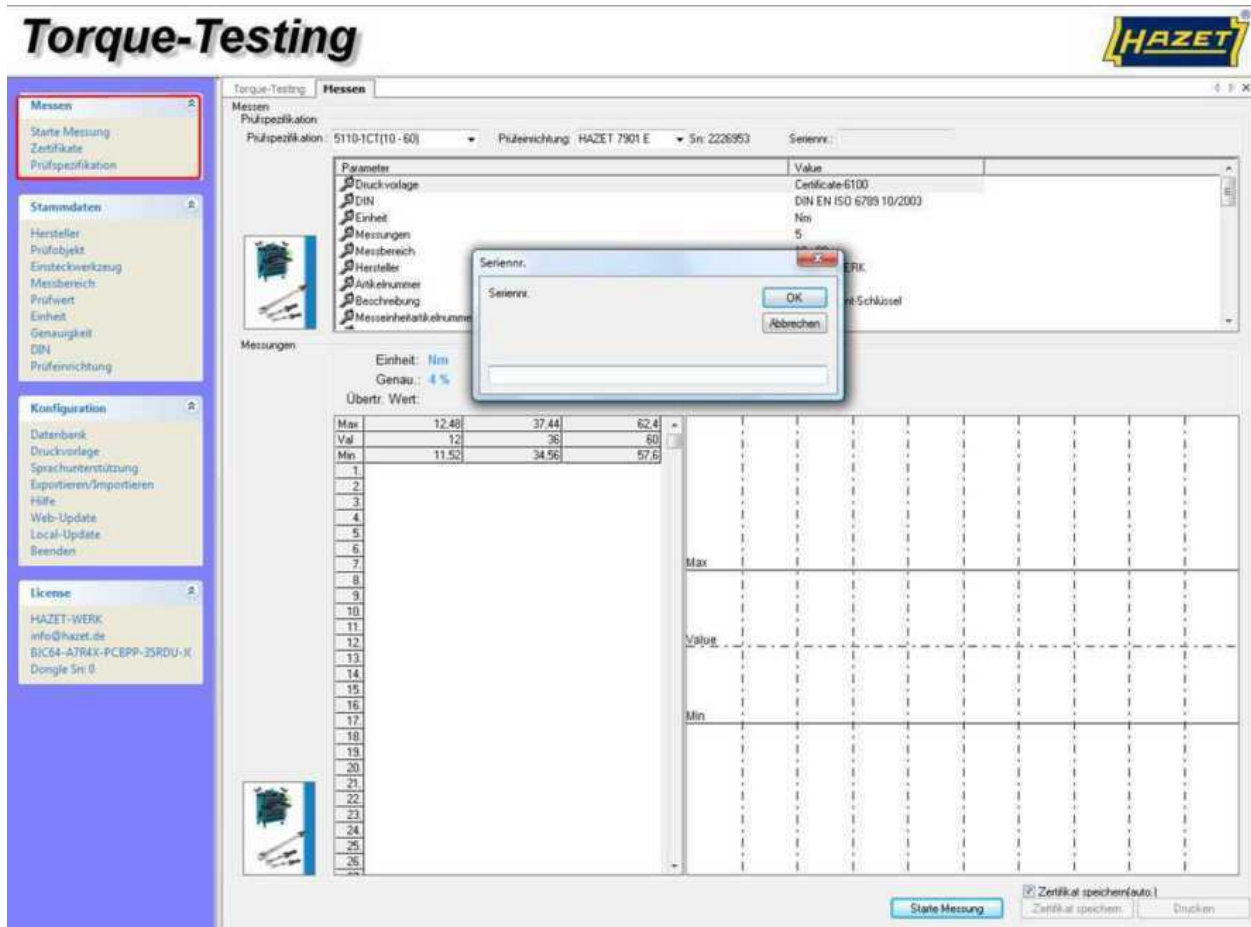 Torque-Testing
HAZET
Messen
Starte Messung
Zertifikate
Prüfspezifikation
Stammdaten
Hersteller
Prüfobjekt
Einsteckwerkzeug
Messbereich
Prüfwert
Einheit
Genauigkeit
DIN
Prüfeinrichtung
Konfiguration
Datenbank
Druckvorlage
Sprachunterstützung
Exportieren/Importieren
Hilfe
Web-Update
Local-Update
Beenden
License
HAZET-WERK
info@hazet.de
Dongle Sn: 0
Torque-Testing Messen
Messen
Prüfspezifikation
Prüfspezifikation: 5110-1CT(10 - 60) Prüfeinrichtung: HAZET 7901 E Sn: 2226953 Seriennr.:
Parameter Value
Druckvorlage Certificate-6100
DIN DIN EN ISO 6789 10/2003
Einheit Nm
Messungen 5
Messbereich
Hersteller ERK
Artikelnummer
Beschreibung nt-Schlüssel
Messeinheitartikelnumme
Seriennr.
Seriennr.
OK
Abbrechen
Messungen
Einheit: Nm
Genau.: 4 %
Übertr. Wert:
Max 12,48 37,44 62,4
Val 12 36 60
Min 11,52 34,56 57,6
1.
2.
3.
4.
5.
6.
7.
8.
9.
10.
11.
12.
13.
14.
15.
16.
17.
18.
19.
20.
21.
22.
23.
24.
25.
26.
Max
Value
Min
Zertifikat speichern(auto.)
Starte Messung Zertifikat speichern. Drucken